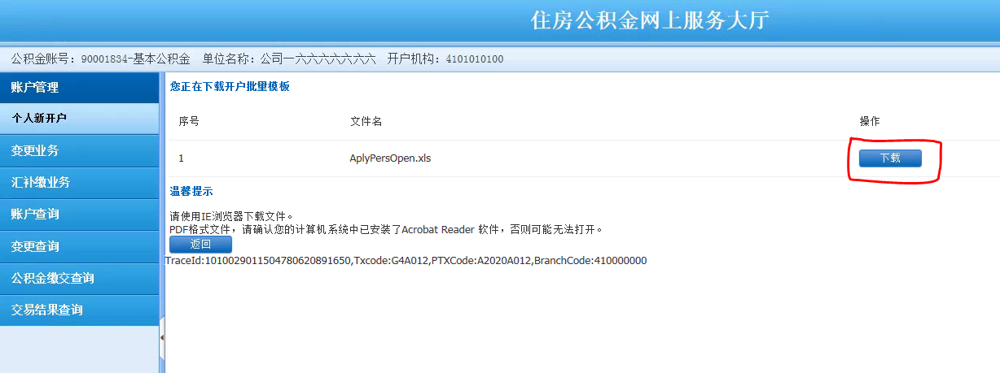 住房公积金网上服务大厅
公积金账号：90001834-基本公积金 单位名称：公司一六六六六六六六 开户机构：4101010100
账户管理
个人新开户
变更业务
汇补缴业务
账户查询
变更查询
公积金缴交查询
交易结果查询
您正在下载开户批量模板
序号 文件名 操作
1 AplyPersOpen.xls 下载
温馨提示
请使用IE浏览器下载文件。
PDF格式文件，请确认您的计算机系统中已安装了Acrobat Reader 软件，否则可能无法打开。
返回
TraceId:1010029011504780620891650,Txcode:G4A012,PTXCode:A2020A012,BranchCode:410000000